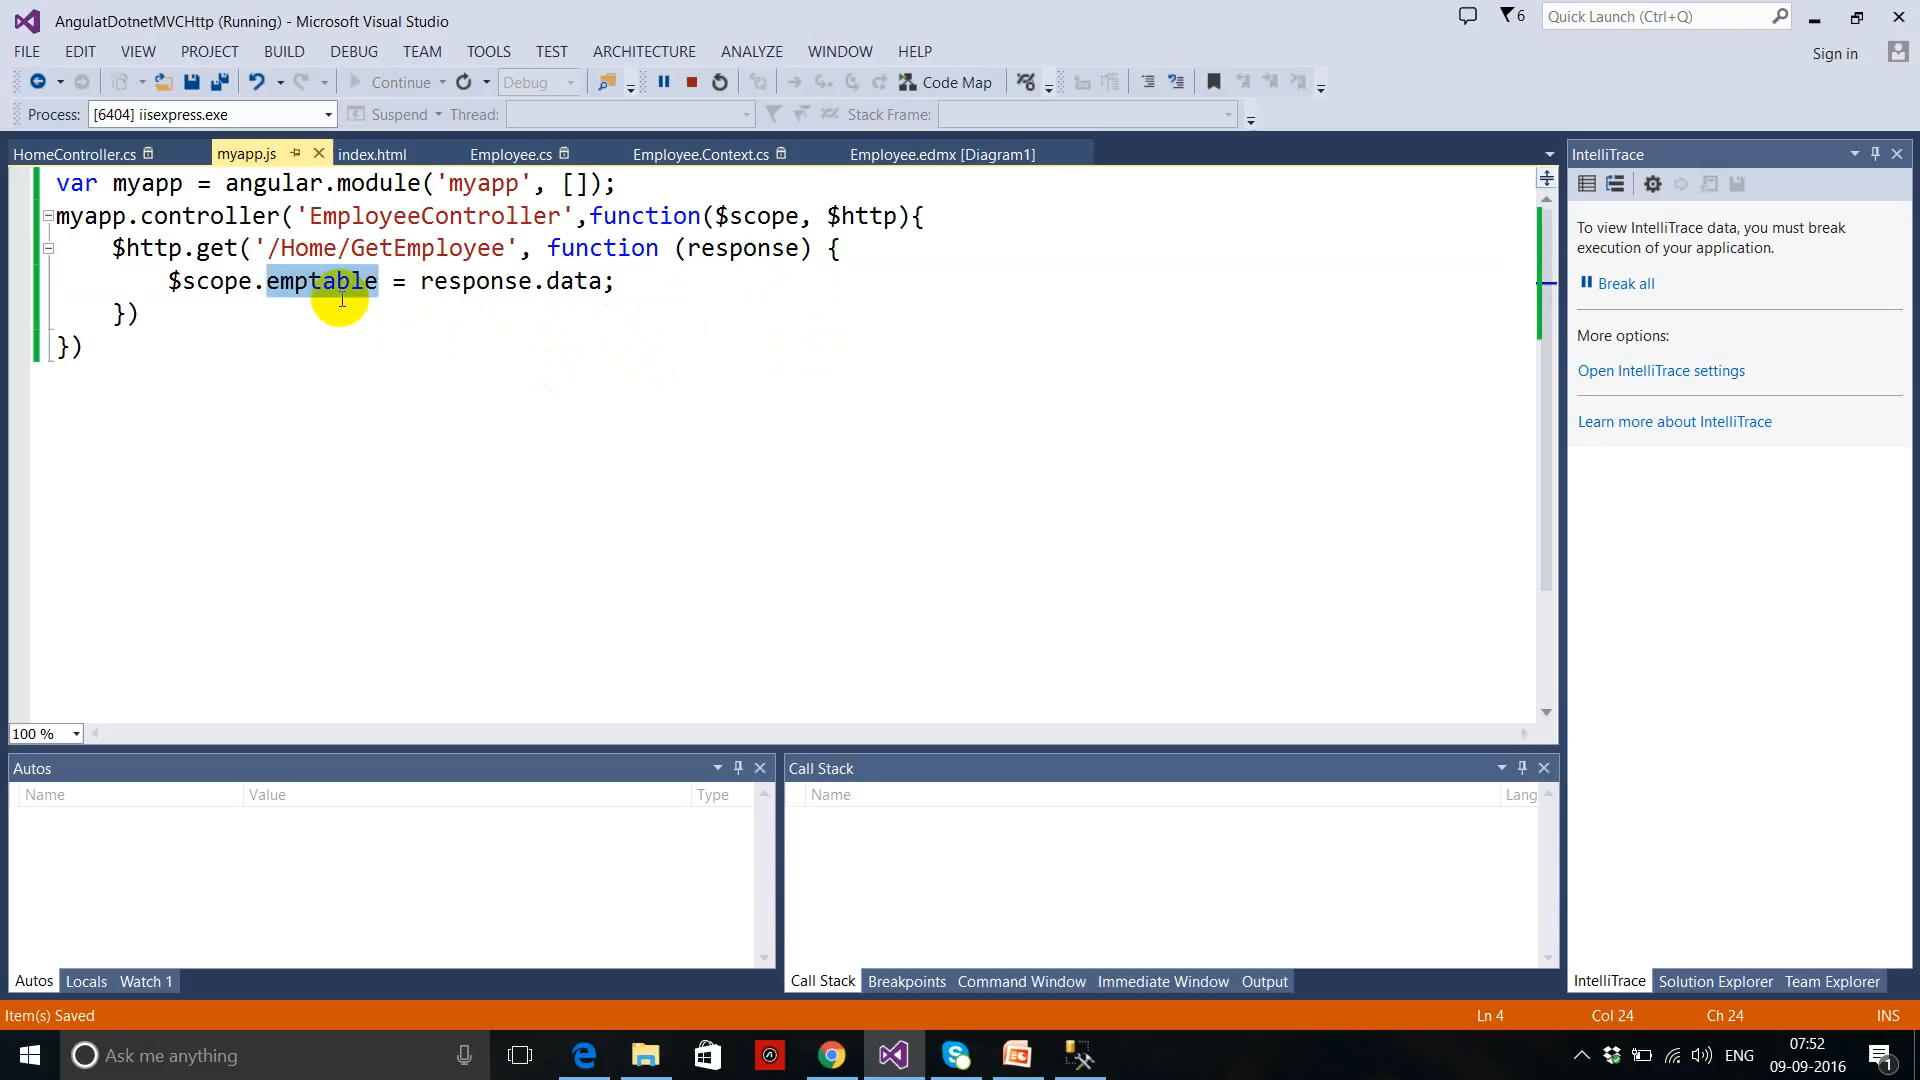 AngulatDotnetMVCHttp (Running) - Microsoft Visual Studio
6
Quick Launch (Ctrl+Q)
FILE EDIT VIEW PROJECT BUILD DEBUG TEAM TOOLS TEST ARCHITECTURE ANALYZE WINDOW HELP
Sign in
Continue Debug Code Map
Process: [6404] iisexpress.exe Suspend Thread: Stack Frame:
HomeController.cs myapp.js index.html Employee.cs Employee.Context.cs Employee.edmx [Diagram1]
var myapp = angular.module('myapp', []);
myapp.controller('EmployeeController',function($scope, $http){
$http.get('/Home/GetEmployee', function (response) {
$scope.emptable = response.data;
})
})
100 %
IntelliTrace
To view IntelliTrace data, you must break
execution of your application.
Break all
More options:
Open IntelliTrace settings
Learn more about IntelliTrace
Autos
Name Value Type
Call Stack
Name Lang
Autos Locals Watch 1
Call Stack Breakpoints Command Window Immediate Window Output
IntelliTrace Solution Explorer Team Explorer
Item(s) Saved
Ln 4 Col 24 Ch 24 INS
Ask me anything
ENG
07:52
09-09-2016
1